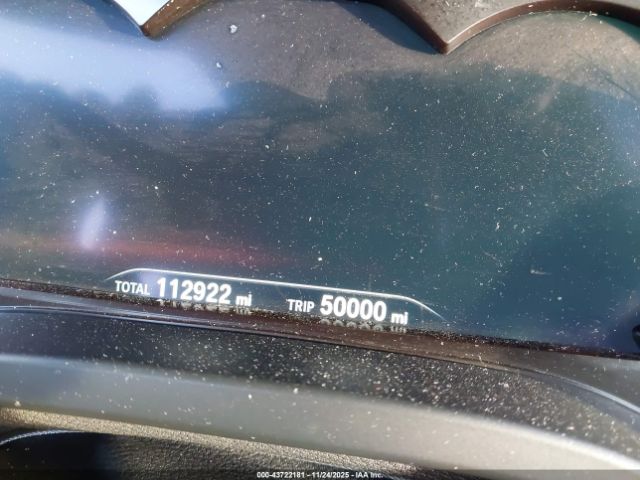 TOTAL 112922 mi TRIP 50000 mi
000-43722181 - 11/24/2025 - IAA Inc.